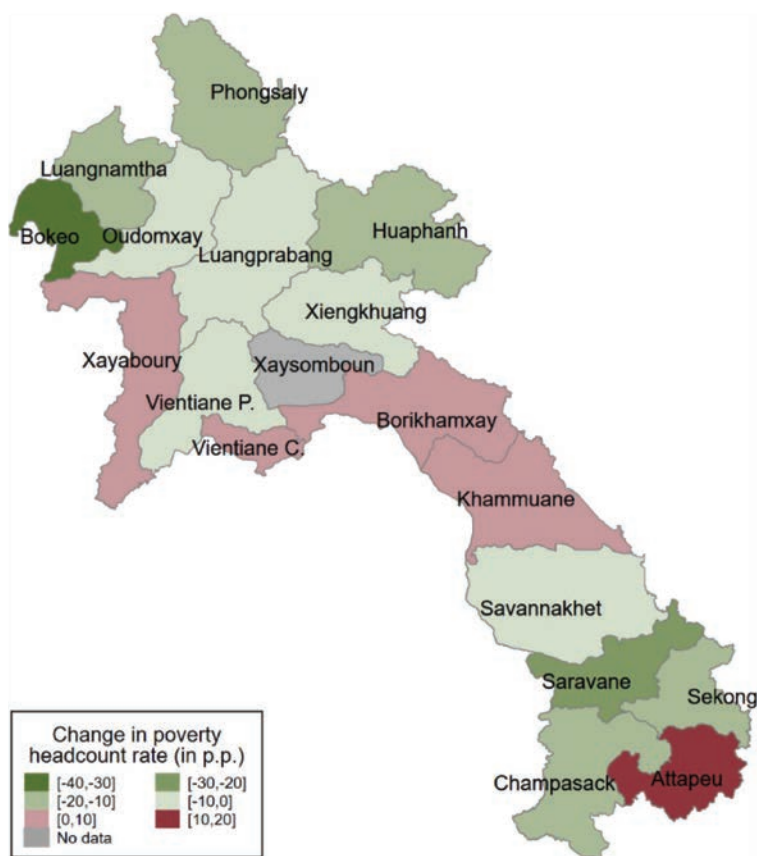 Phongsaly
Luangnamtha
Bokeo
Oudomxay
Huaphanh
Luangprabang
Xiengkhuang
Xayaboury
Xaysomboun
Vientiane P.
Borikhamxay
Vientiane C.
Khammuane
Savannakhet
Saravane
Sekong
Champasack
Attapeu
Change in poverty
headcount rate (in p.p.)
[-40,-30] [-30,-20]
[-20,-10] [-10,0]
[0,10] [10,20]
No data